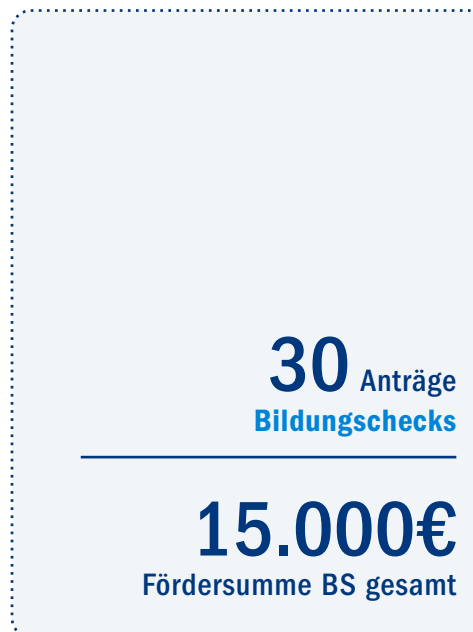 30 Anträge
Bildungschecks
15.000€
Fördersumme BS gesamt